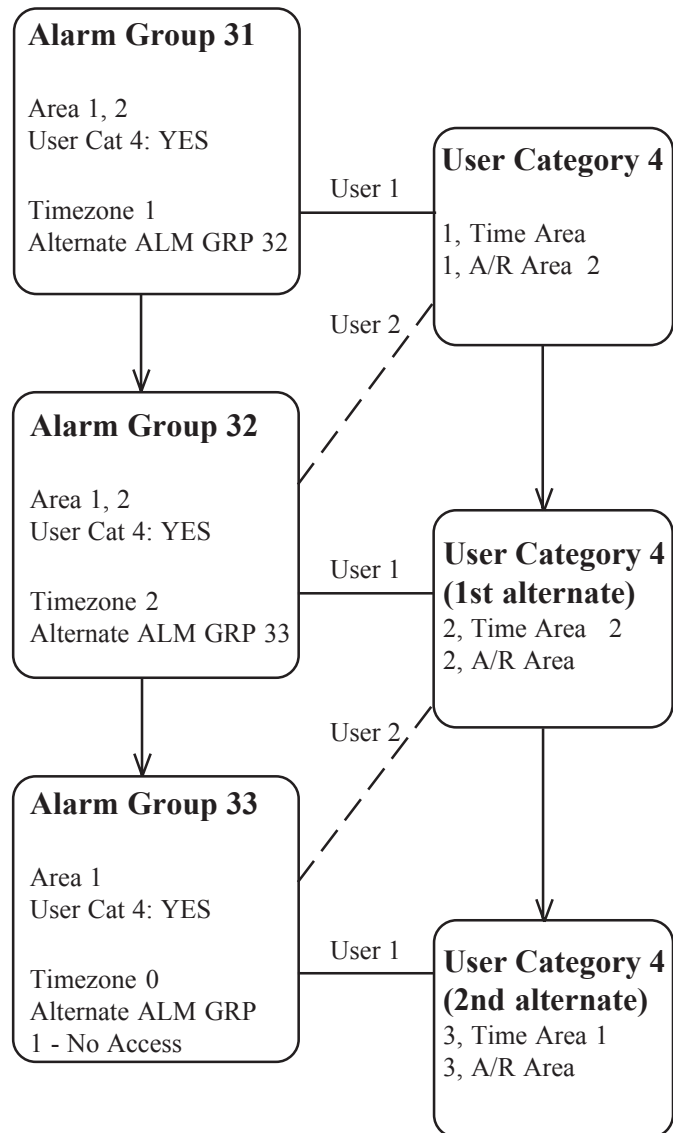 Alarm Group 31
Area 1, 2
User Cat 4: YES
Timezone 1
Alternate ALM GRP 32
User 1
User Category 4
1, Time Area
1, A/R Area 2
User 2
Alarm Group 32
Area 1, 2
User Cat 4: YES
Timezone 2
Alternate ALM GRP 33
User 1
User Category 4
(1st alternate)
2, Time Area 2
2, A/R Area
User 2
Alarm Group 33
Area 1
User Cat 4: YES
Timezone 0
Alternate ALM GRP
1 - No Access
User 1
User Category 4
(2nd alternate)
3, Time Area 1
3, A/R Area